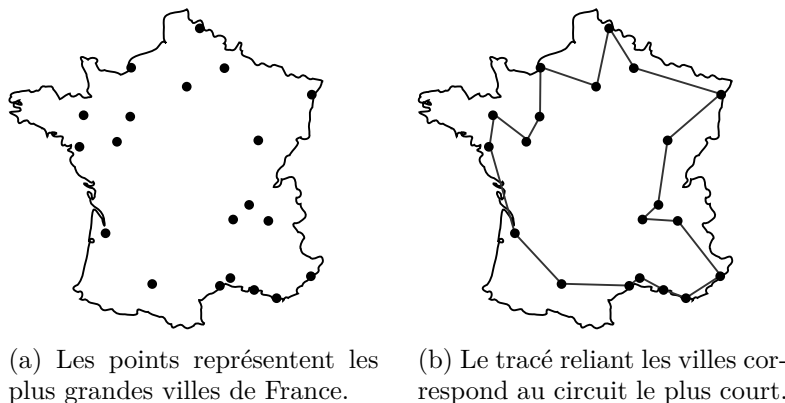 (a) Les points représentent les
plus grandes villes de France.
(b) Le tracé reliant les villes cor-
respond au circuit le plus court.